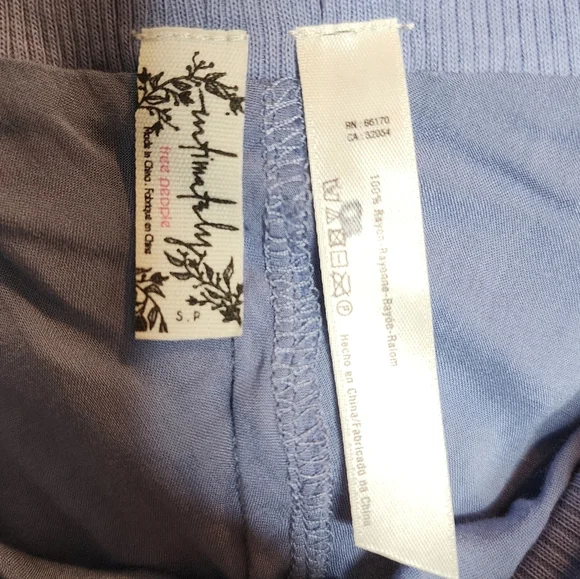 intimately
free people
Made in China . Fabriqué en Chine
S . P
RN : 66170
CA : 32054
100% Rayon-Rayonne-Rayón-Raiom
Hecho en China/Fabricado na China